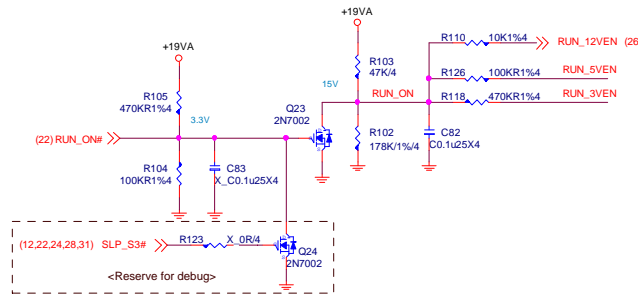 +19VA
R110 10K1%4 RUN_12VEN (26
+19VA
R103
47K/4
R126 100KR1%4 RUN_5VEN
R105
470KR1%4
15V
RUN_ON
R118 470KR1%4 RUN_3VEN
Q23
2N7002
3.3V
(22) RUN_ON#
R102
178K/1%/4
C82
C0.1u25X4
R104
100KR1%4
C83
X_C0.1u25X4
(12,22,24,28,31) SLP_S3# R123 X_0R/4
Q24
2N7002
<Reserve for debug>